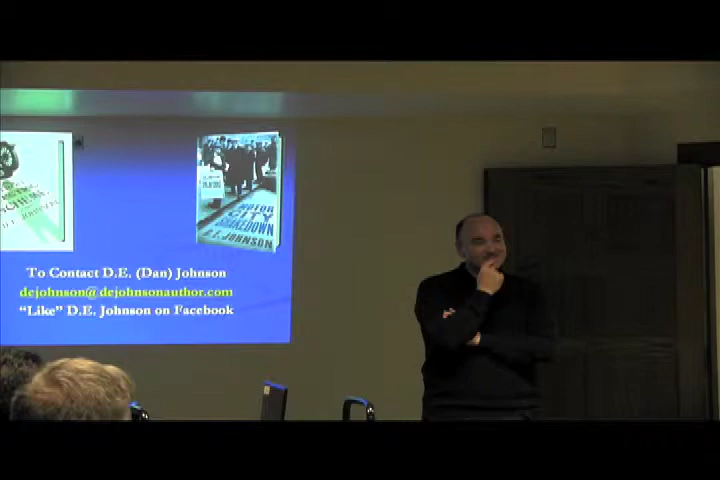 MOTOR
CITY
SHAKEDOWN
D.E. JOHNSON
To Contact D.E. (Dan) Johnson
dejohnson@dejohnsonauthor.com
“Like” D.E. Johnson on Facebook